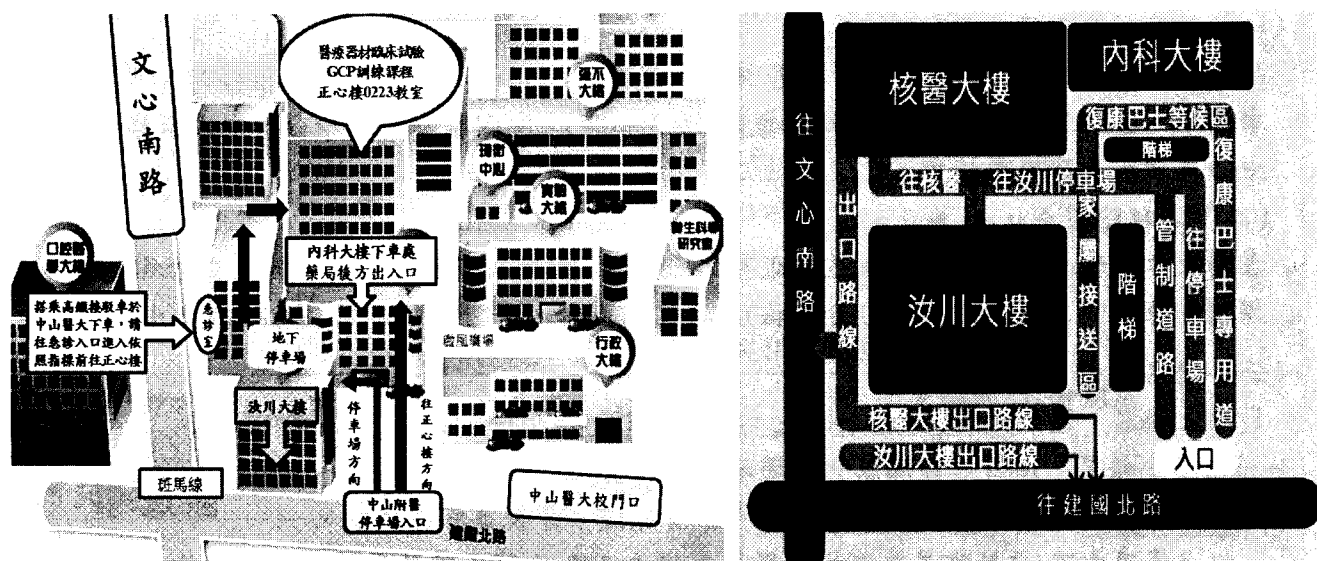 文心南路
醫療器材臨床試驗
GCP訓練課程
正心樓0223教室
大樓
中心
實驗
大樓
研究室
口腔醫
學大樓
內科大樓下車處
藥局後方出入口
搭乘高鐵接駁車於
中山醫大下車，請
往急診入口進入依
照指標前往正心樓
急診室
地下
停車場
行政
大樓
汝川大樓
停車場方向
往正心樓方向
斑馬線
中山附醫
停車場入口
中山醫大校門口
建國北路
核醫大樓
內科大樓
往文心南路
復康巴士等候區
階梯
往核醫
往汝川停車場
出口路線
汝川大樓
家屬接送區
階梯
管制道路
往停車場
復康巴士專用道
核醫大樓出口路線
汝川大樓出口路線
入口
往建國北路